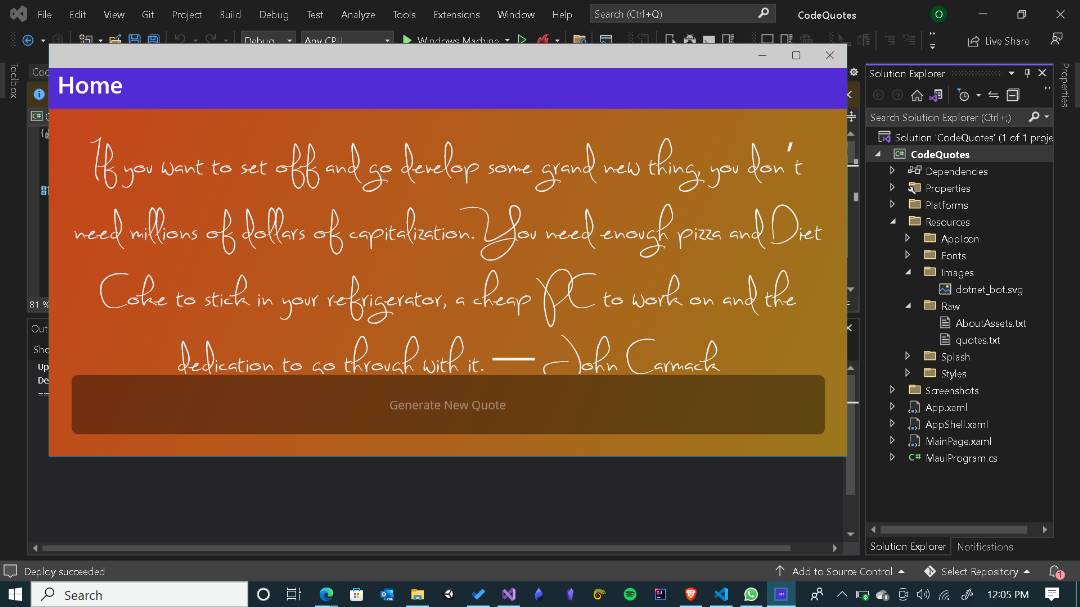 File Edit View Git Project Build Debug Test Analyze Tools Extensions Window Help Search (Ctrl+Q) CodeQuotes O
Debug Any CPU Windows Machine Live Share
Toolbox
Home
If you want to set off and go develop some grand new thing, you don't
need millions of dollars of capitalization. You need enough pizza and Diet
Coke to stick in your refrigerator, a cheap PC to work on and the
dedication to go through with it. — John Carmack
Generate New Quote
81 %
Out
Sho
Up
De
==
Solution Explorer
Search Solution Explorer (Ctrl+;)
Solution 'CodeQuotes' (1 of 1 proje
CodeQuotes
Dependencies
Properties
Platforms
Resources
AppIcon
Fonts
Images
dotnet_bot.svg
Raw
AboutAssets.txt
quotes.txt
Splash
Styles
Screenshots
App.xaml
AppShell.xaml
MainPage.xaml
MauiProgram.cs
Solution Explorer Notifications
Properties
Deploy succeeded Add to Source Control Select Repository 1
Search 12:05 PM